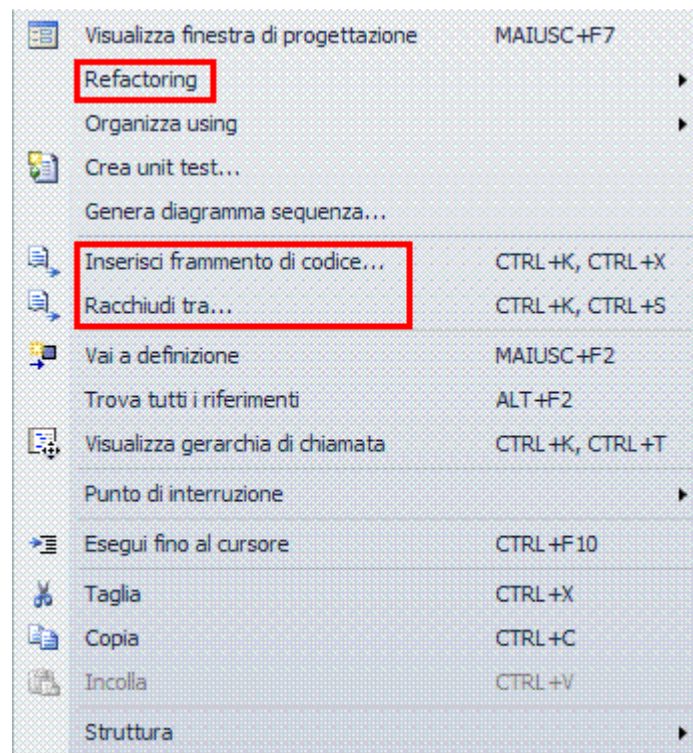 Visualizza finestra di progettazione MAIUSC+F7
Refactoring
Organizza using
Crea unit test...
Genera diagramma sequenza...
Inserisci frammento di codice... CTRL+K, CTRL+X
Racchiudi tra... CTRL+K, CTRL+S
Vai a definizione MAIUSC+F2
Trova tutti i riferimenti ALT+F2
Visualizza gerarchia di chiamata CTRL+K, CTRL+T
Punto di interruzione
Esegui fino al cursore CTRL+F10
Taglia CTRL+X
Copia CTRL+C
Incolla CTRL+V
Struttura